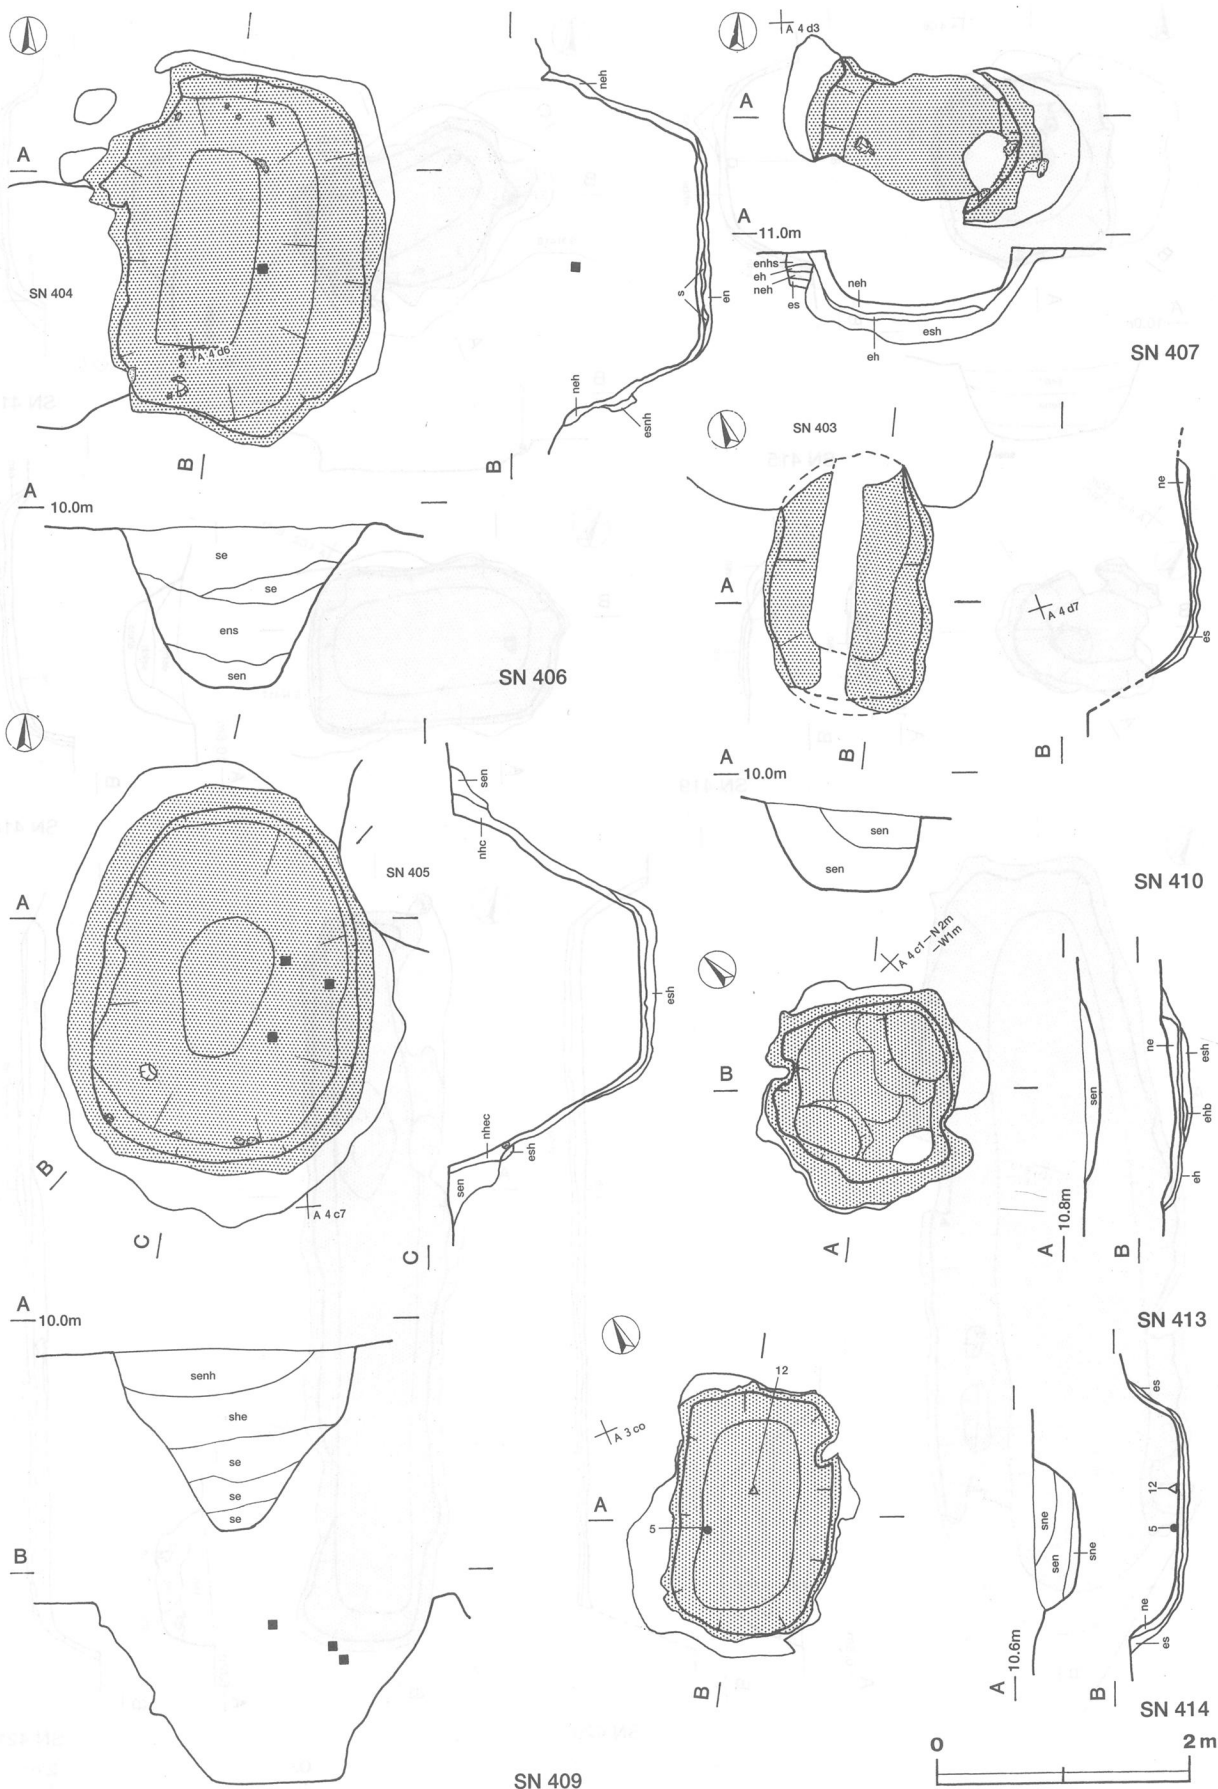 A
SN 404
A 4 d6
B
neh
s
en
neh
esnh
B
A
10.0m
se
se
ens
sen
SN 406
A 4 d3
A
A
11.0m
enhs
eh
neh
es
neh
esh
eh
SN 407
SN 403
A
B
ne
es
A 4 d7
B
A
10.0m
sen
sen
SN 410
A
SN 405
B
C
A 4 c7
sen
nhc
esh
nhec
esh
sen
C
A
10.0m
senh
she
se
se
se
B
SN 409
A 4 c1–N 2m
–W1m
B
A
sen
A
10.8m
ne
esh
ehb
eh
B
SN 413
12
A 3 co
A
5
B
sne
sen
sne
A
10.6m
es
12
5
ne
es
B
SN 414
0 2 m